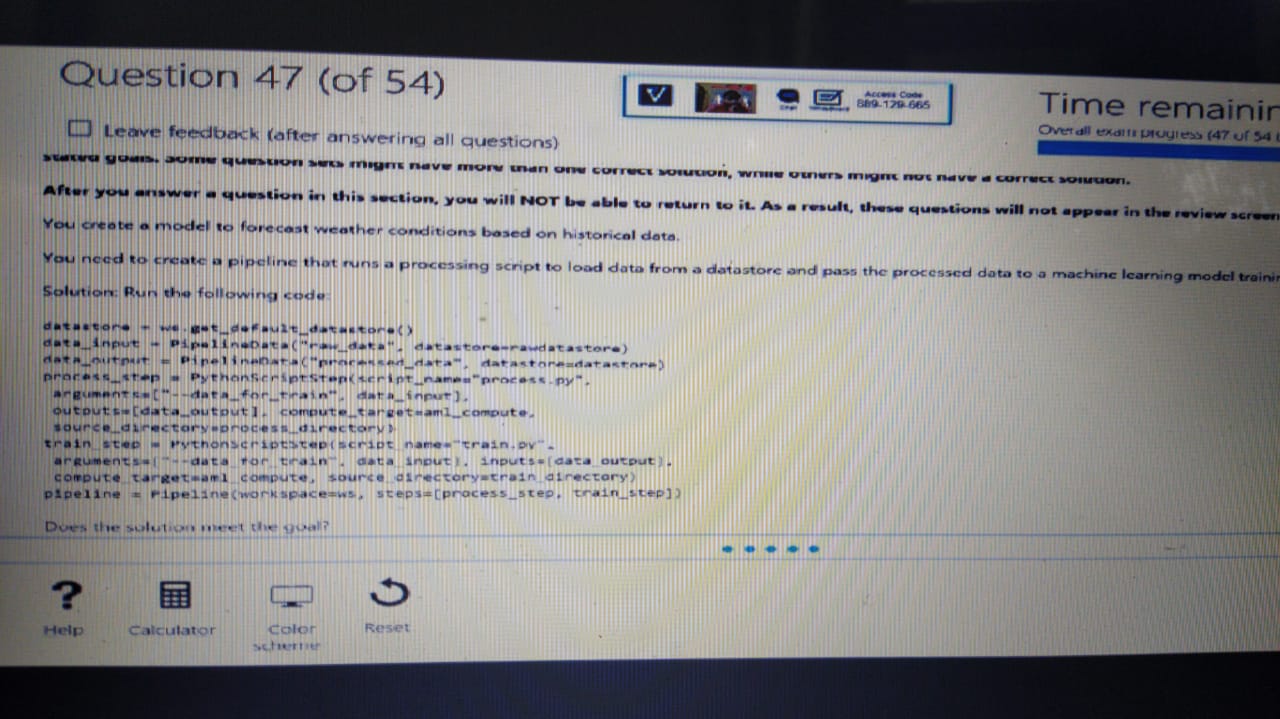 Question 47 (of 54)
Access Code
889-129-665
Time remainin
Leave feedback (after answering all questions)
Overall exam progress (47 of 54
stated goals. Some question sets might have more than one correct solution, while others might not have a correct solution.
After you answer a question in this section, you will NOT be able to return to it. As a result, these questions will not appear in the review screen
You create a model to forecast weather conditions based on historical data.
You need to create a pipeline that runs a processing script to load data from a datastore and pass the processed data to a machine learning model trainin
Solution: Run the following code:
datastore = ws.get_default_datastore()
data_input = PipelineData("raw_data", datastore=rawdatastore)
data_output = PipelineData("processed_data", datastore=datastore)
process_step = PythonScriptStep(script_name="process.py",
arguments=["--data_for_train", data_input],
outputs=[data_output], compute_target=aml_compute,
source_directory=process_directory)
train_step = PythonScriptStep(script_name="train.py",
arguments=["--data_for_train", data_input], inputs=[data_output],
compute_target=aml_compute, source_directory=train_directory)
pipeline = Pipeline(workspace=ws, steps=[process_step, train_step])
Does the solution meet the goal?
Help
Calculator
Color
scheme
Reset